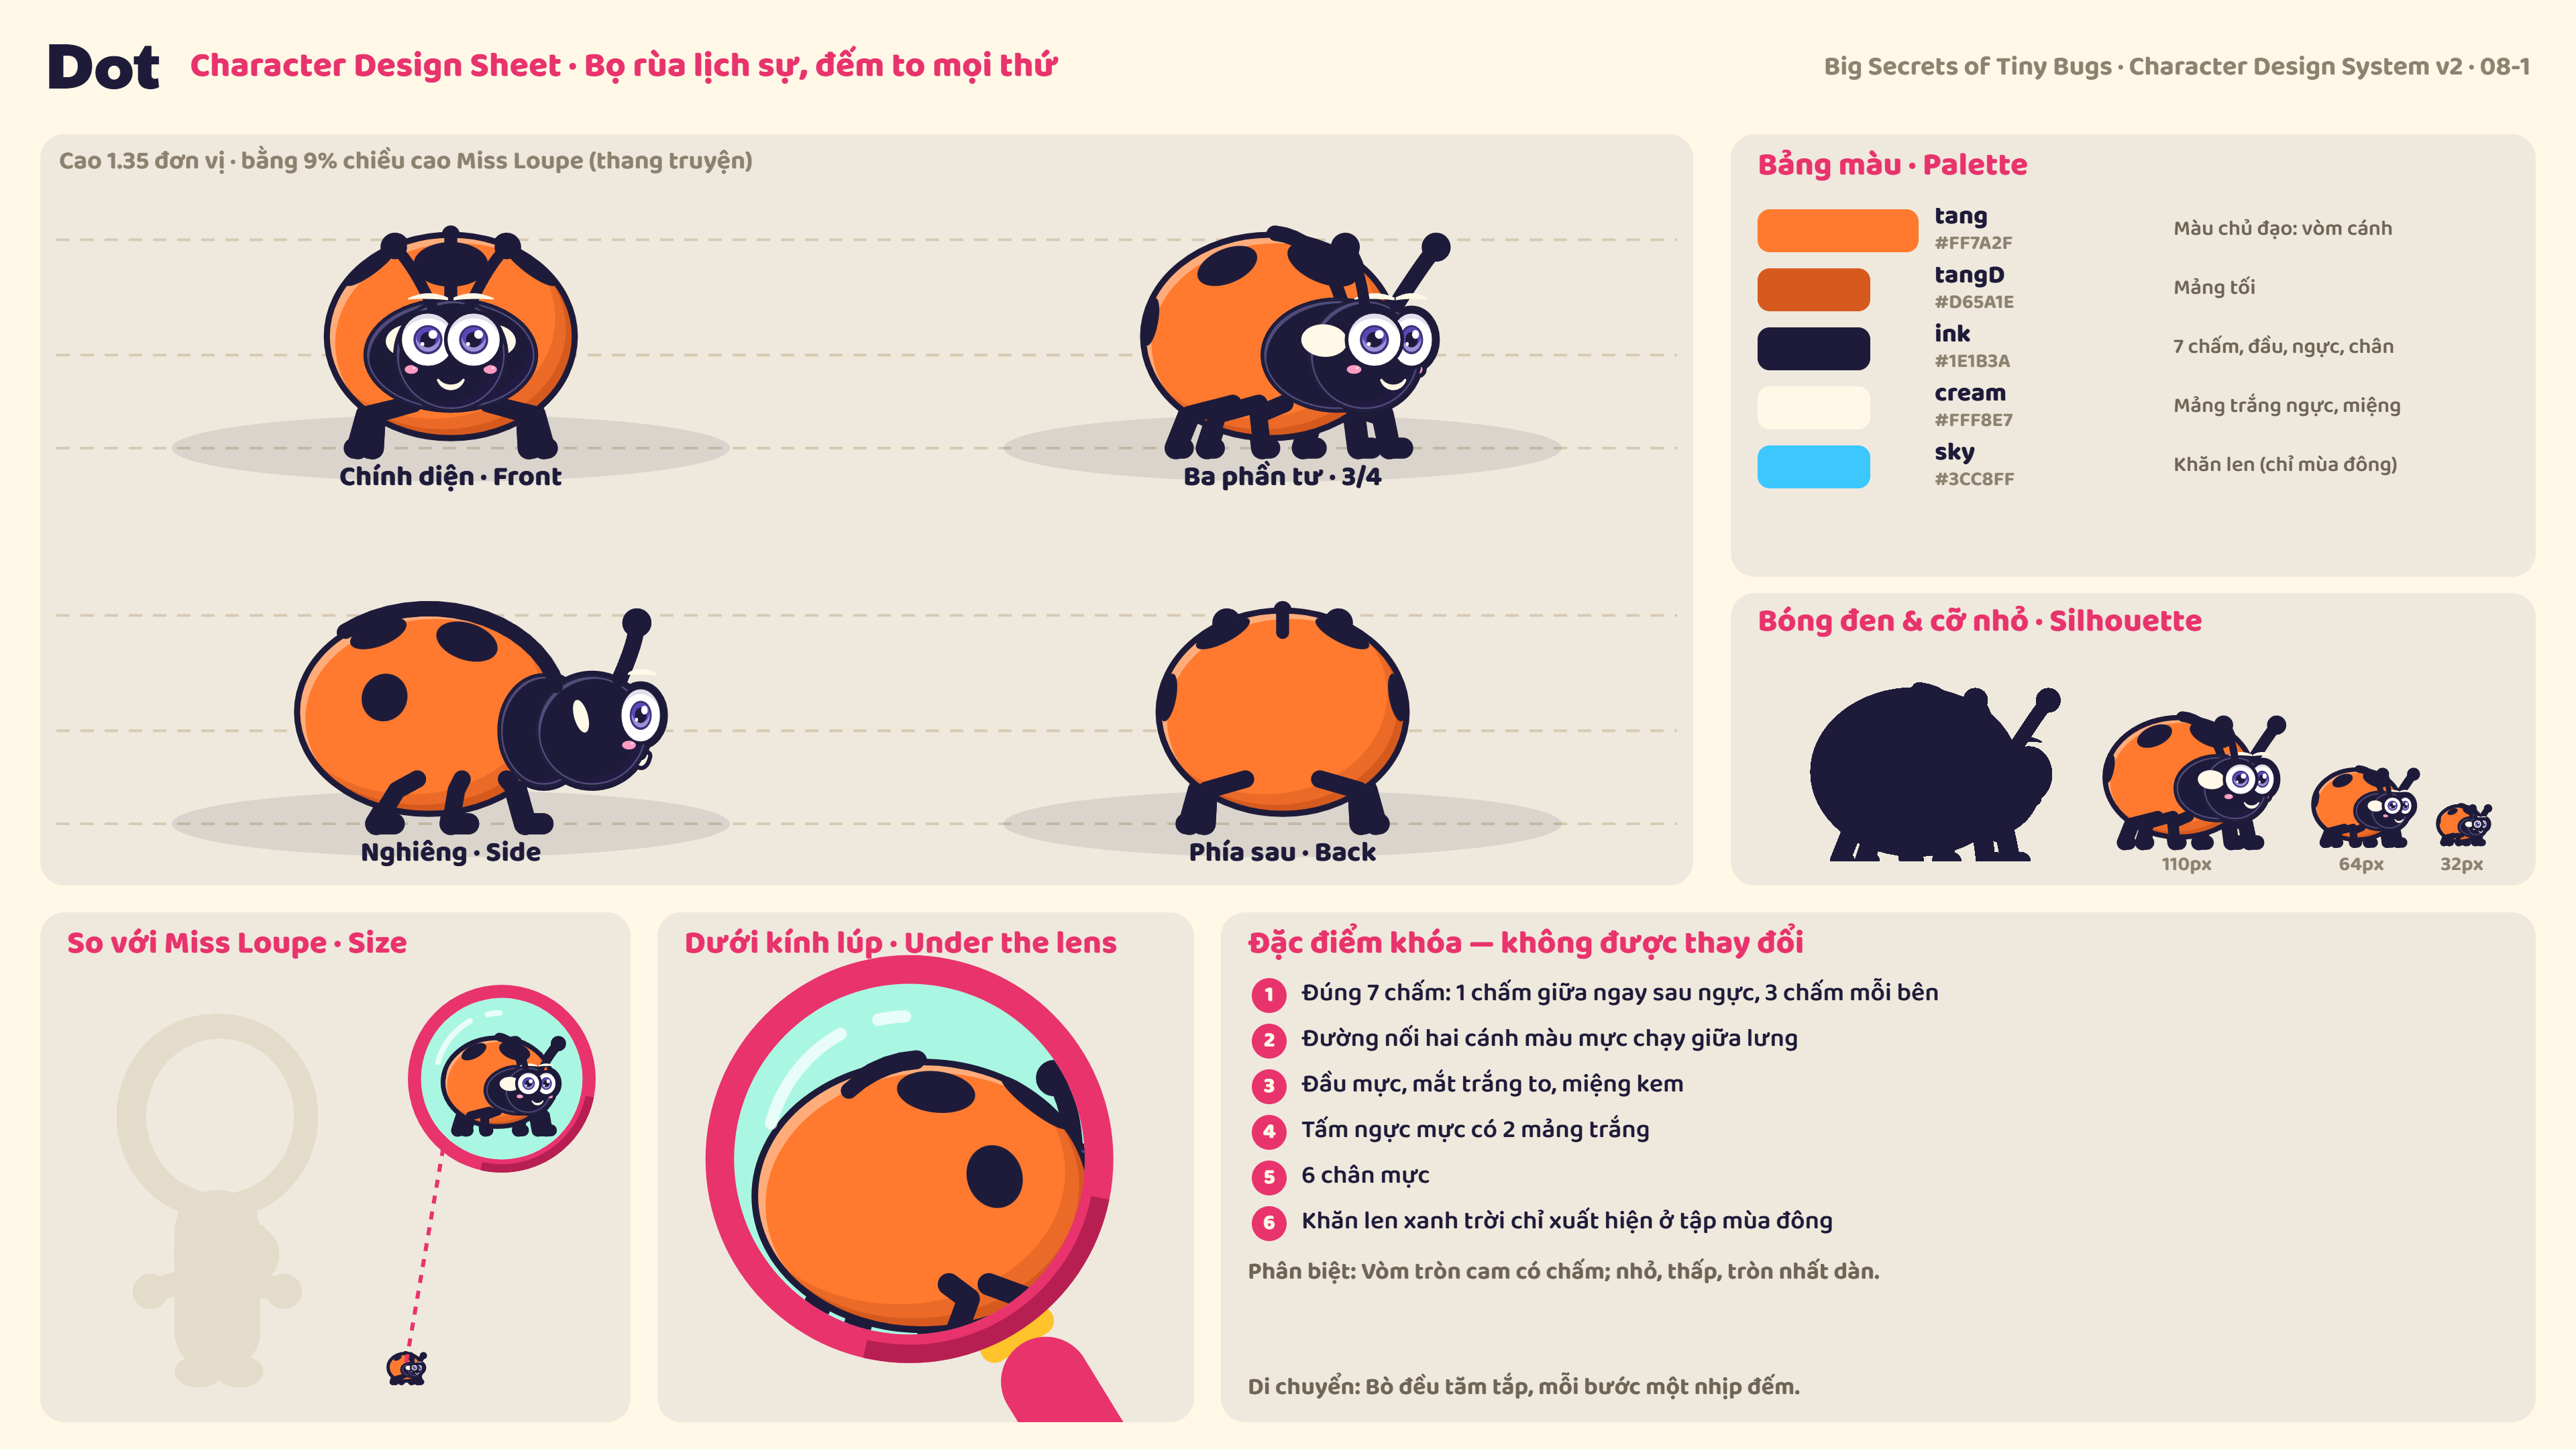 Dot
Character Design Sheet · Bọ rùa lịch sự, đếm to mọi thứ
Big Secrets of Tiny Bugs · Character Design System v2 · 08-1
Cao 1.35 đơn vị · bằng 9% chiều cao Miss Loupe (thang truyện)
Chính diện · Front
Ba phần tư · 3/4
Nghiêng · Side
Phía sau · Back
Bảng màu · Palette
tang
#FF7A2F
Màu chủ đạo: vòm cánh
tangD
#D65A1E
Mảng tối
ink
#1E1B3A
7 chấm, đầu, ngực, chân
cream
#FFF8E7
Mảng trắng ngực, miệng
sky
#3CC8FF
Khăn len (chỉ mùa đông)
Bóng đen & cỡ nhỏ · Silhouette
110px
64px
32px
So với Miss Loupe · Size
Dưới kính lúp · Under the lens
Đặc điểm khóa — không được thay đổi
1 Đúng 7 chấm: 1 chấm giữa ngay sau ngực, 3 chấm mỗi bên
2 Đường nối hai cánh màu mực chạy giữa lưng
3 Đầu mực, mắt trắng to, miệng kem
4 Tấm ngực mực có 2 mảng trắng
5 6 chân mực
6 Khăn len xanh trời chỉ xuất hiện ở tập mùa đông
Phân biệt: Vòm tròn cam có chấm; nhỏ, thấp, tròn nhất dàn.
Di chuyển: Bò đều tăm tắp, mỗi bước một nhịp đếm.